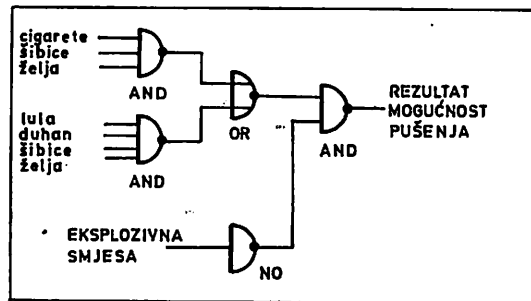 cigarete
šibice
želja
AND
lula
duhan
šibice
želja
AND
OR
AND
REZULTAT
MOGUĆNOST
PUŠENJA
EKSPLOZIVNA
SMJESA
NO